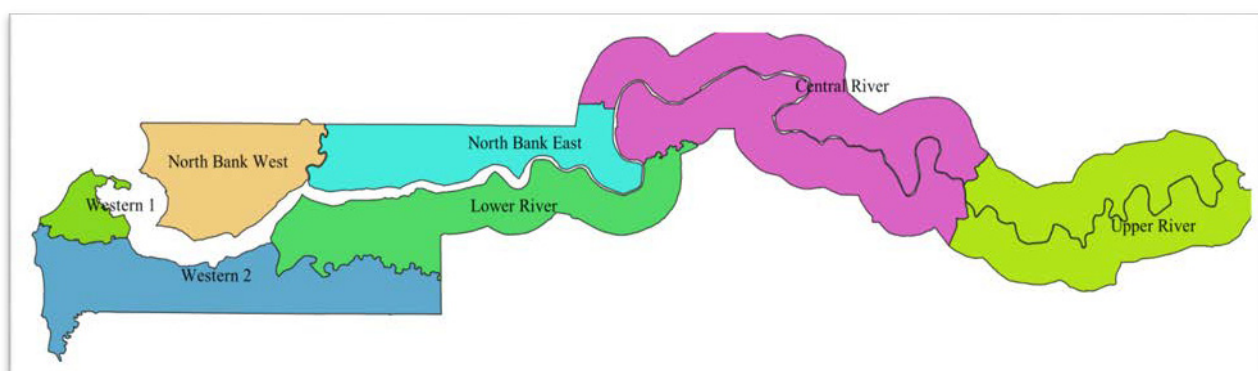 Central River
North Bank East
North Bank West
Western 1
Lower River
Upper River
Western 2